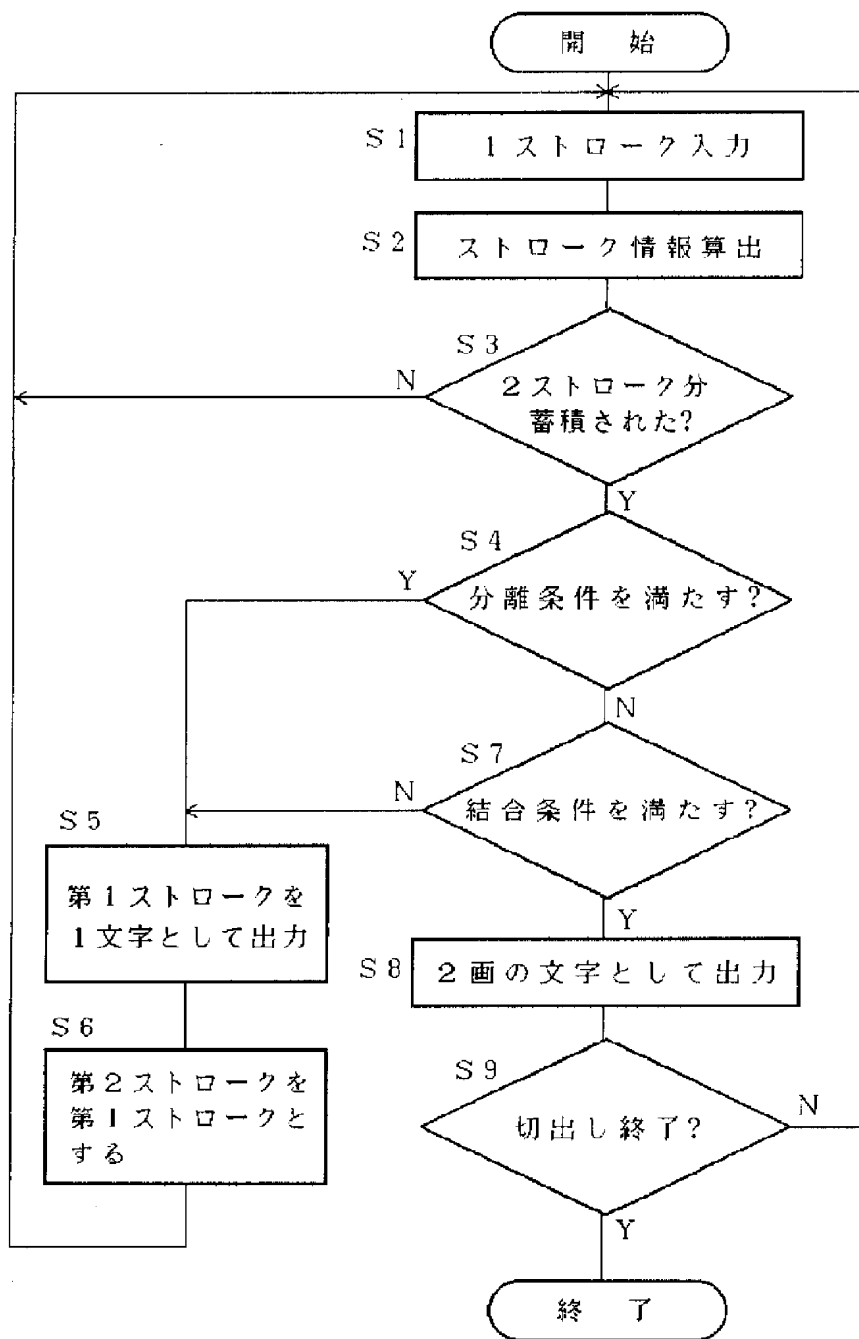 開始
S1
1ストローク入力
S2
ストローク情報算出
S3
N
2ストローク分
蓄積された?
Y
S4
Y
分離条件を満たす?
N
S7
N
結合条件を満たす?
S5
第1ストロークを
1文字として出力
Y
S8
2画の文字として出力
S6
第2ストロークを
第1ストロークと
する
S9
切出し終了?
N
Y
終了